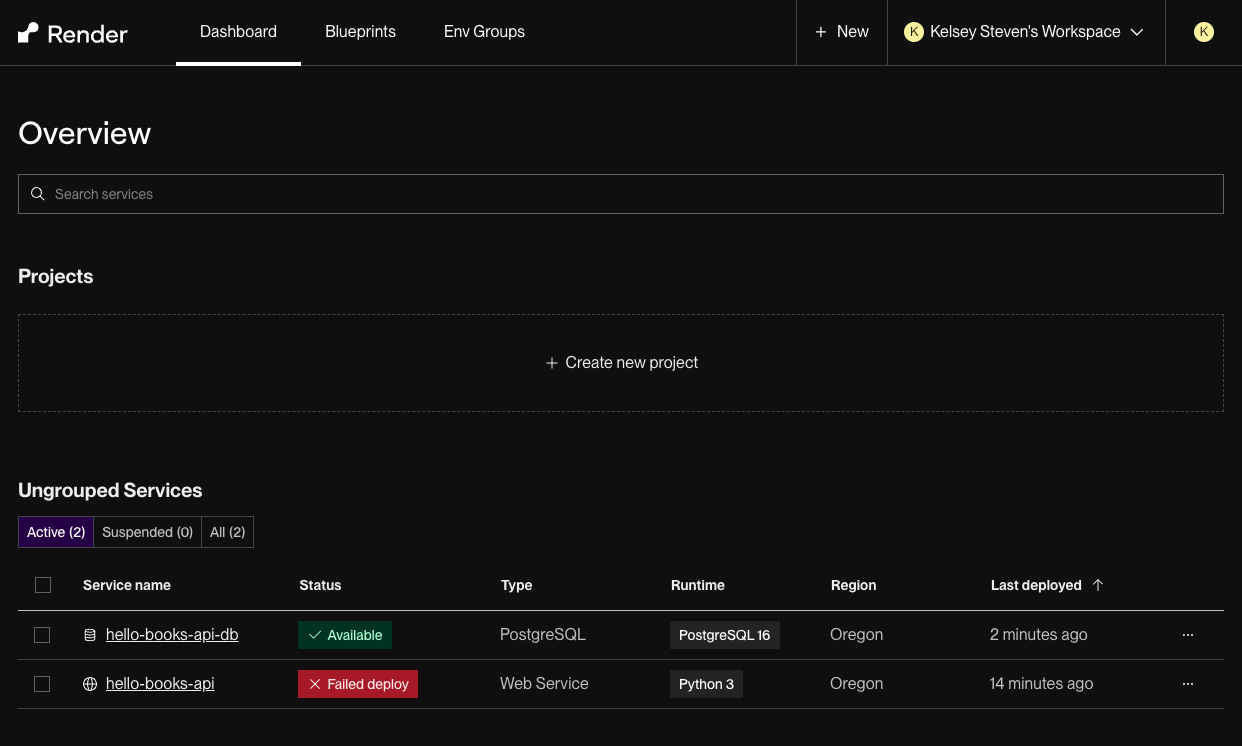 Render Dashboard Blueprints Env Groups + New K Kelsey Steven's Workspace K
Overview
Search services
Projects
+ Create new project
Ungrouped Services
Active (2) Suspended (0) All (2)
Service name Status Type Runtime Region Last deployed ↑
hello-books-api-db Available PostgreSQL PostgreSQL 16 Oregon 2 minutes ago ...
hello-books-api Failed deploy Web Service Python 3 Oregon 14 minutes ago ...